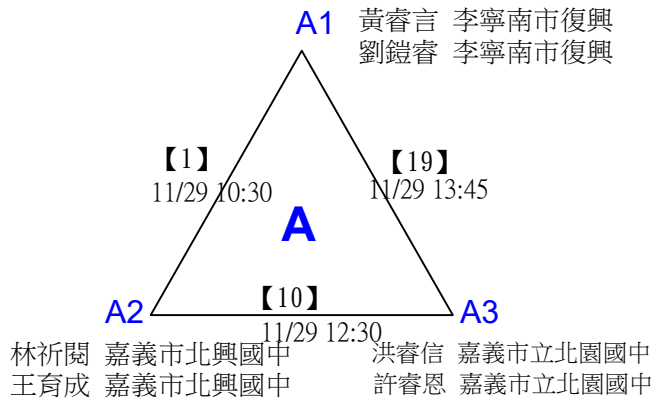 A1 黃睿言 李寧南市復興
劉鎧睿 李寧南市復興
【1】 【19】
11/29 10:30 11/29 13:45
A
【10】
A2 A3
11/29 12:30
林祈閱 嘉義市北興國中 洪睿信 嘉義市立北園國中
王育成 嘉義市北興國中 許睿恩 嘉義市立北園國中